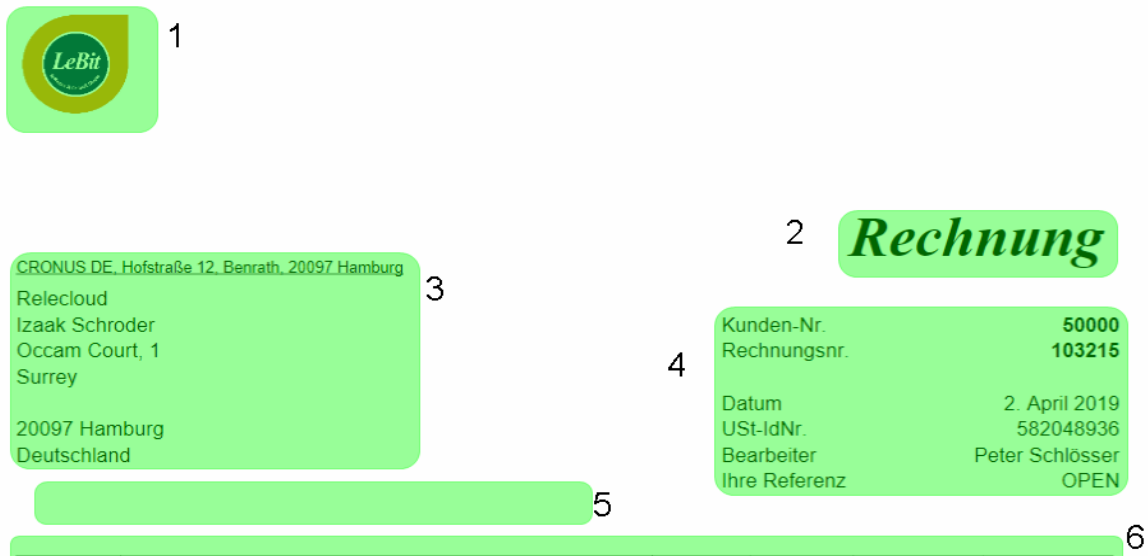 1
LeBit
2
Rechnung
CRONUS DE, Hofstraße 12, Benrath, 20097 Hamburg
3
Relecloud
Izaak Schroder
Occam Court, 1
Surrey
20097 Hamburg
Deutschland
4
Kunden-Nr. 50000
Rechnungsnr. 103215
Datum 2. April 2019
USt-IdNr. 582048936
Bearbeiter Peter Schlösser
Ihre Referenz OPEN
5
6